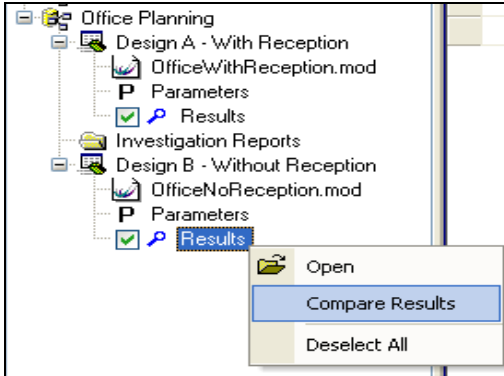 Office Planning
Design A - With Reception
OfficeWithReception.mod
P Parameters
Results
Investigation Reports
Design B - Without Reception
OfficeNoReception.mod
P Parameters
Results
Open
Compare Results
Deselect All